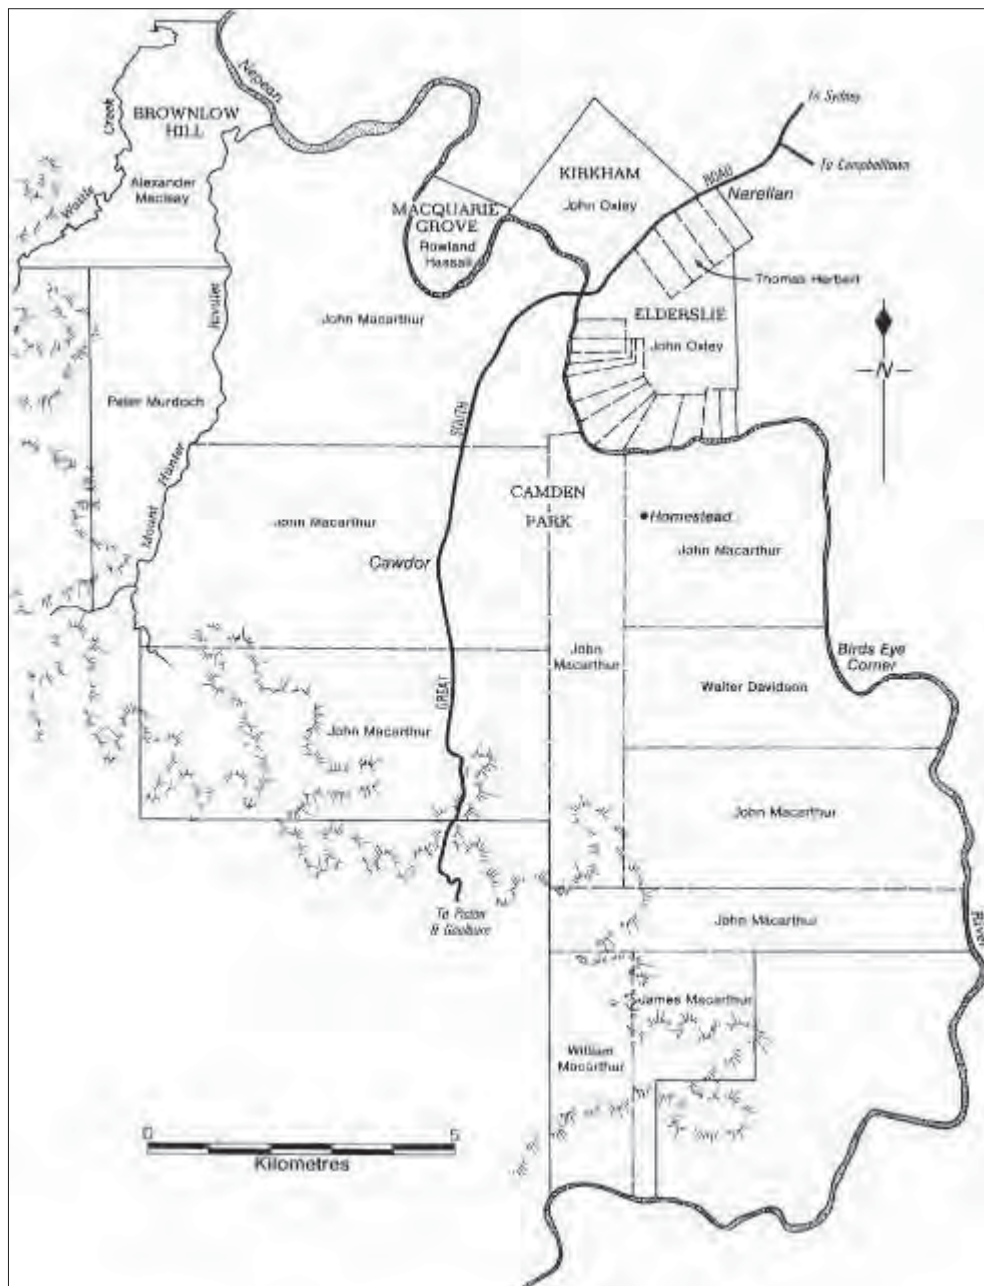 Nepean
To Sydney
Creek
BROWNLOW
HILL
To Campbelltown
KIRKHAM
ROAD
Narellan
Alexander
Macleay
John Oxley
Wattle
MACQUARIE
GROVE
Rowland
Hassall
Thomas Herbert
Rivulet
John Macarthur
ELDERSLIE
John Oxley
N
Peter Murdoch
SOUTH
Hunter
CAMDEN
PARK
Homestead
John Macarthur
Mount
John Macarthur
Cawdor
Birds Eye
Corner
John
Macarthur
Walter Davidson
GREAT
John Macarthur
John Macarthur
To Picton
& Goulburn
John Macarthur
River
James Macarthur
William
Macarthur
0 5
Kilometres